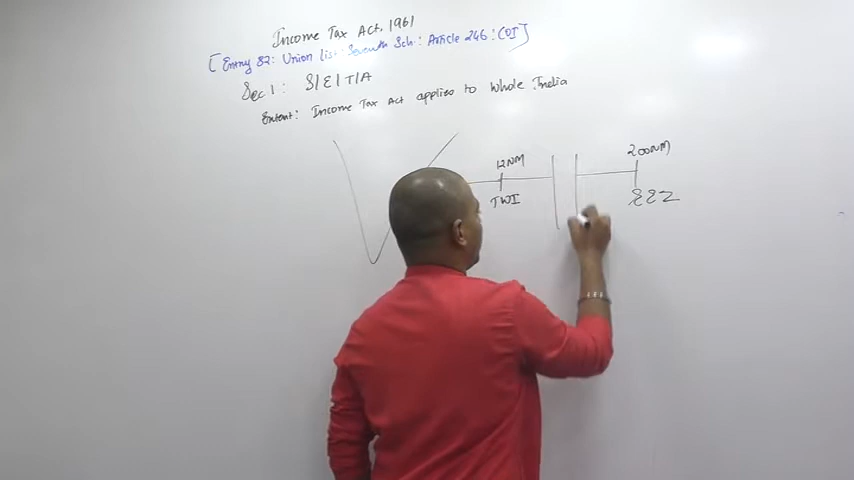 Income Tax Act, 1961
[Entry 82: Union list: Seventh Sch: Article 246: COI]
Sec 1: S/E/T/A
Extent: Income Tax Act applies to Whole India
12NM
200NM
TWI
EEZ